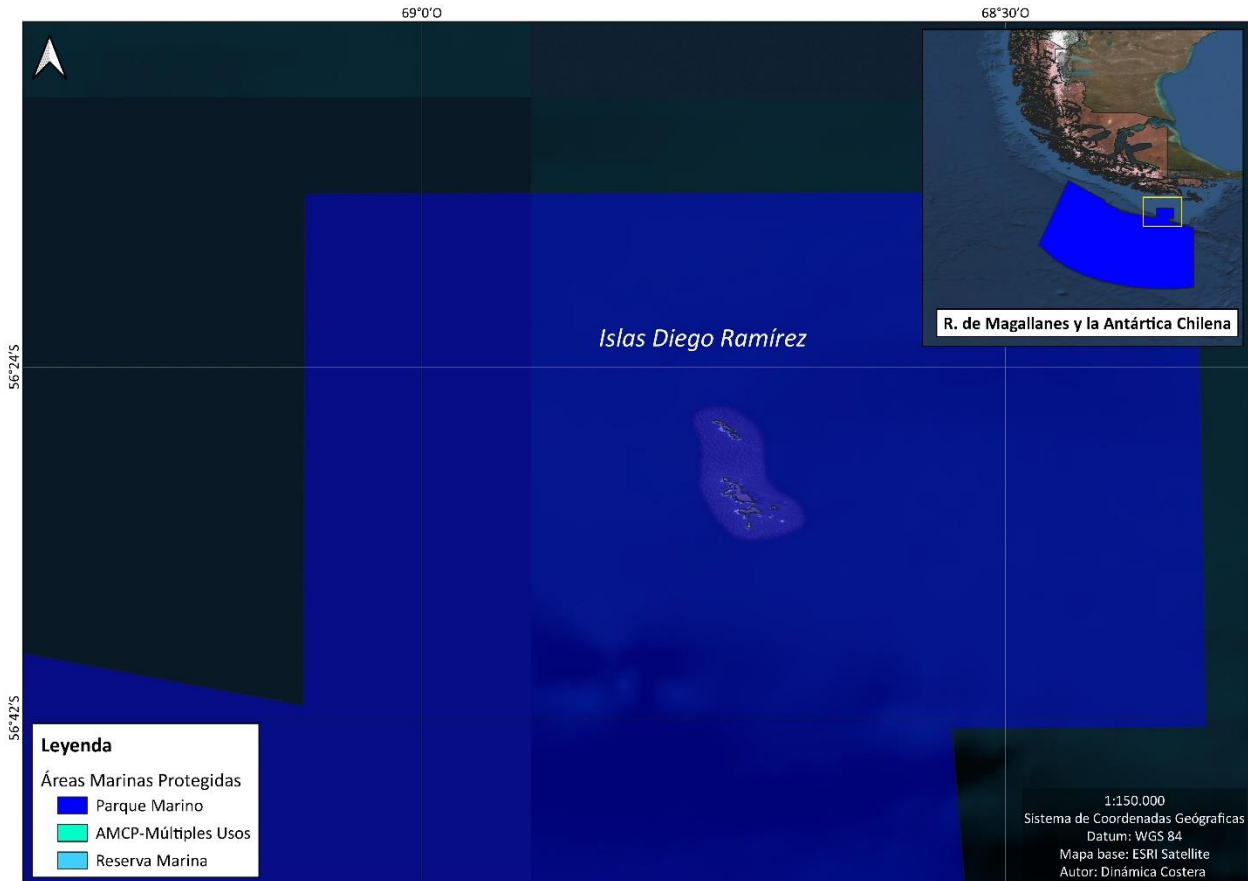 69°0'O
68°30'O
R. de Magallanes y la Antártica Chilena
Islas Diego Ramírez
56°24'S
56°42'S
Leyenda
Áreas Marinas Protegidas
Parque Marino
AMCP-Múltiples Usos
Reserva Marina
1:150.000
Sistema de Coordenadas Geógraficas
Datum: WGS 84
Mapa base: ESRI Satellite
Autor: Dinámica Costera